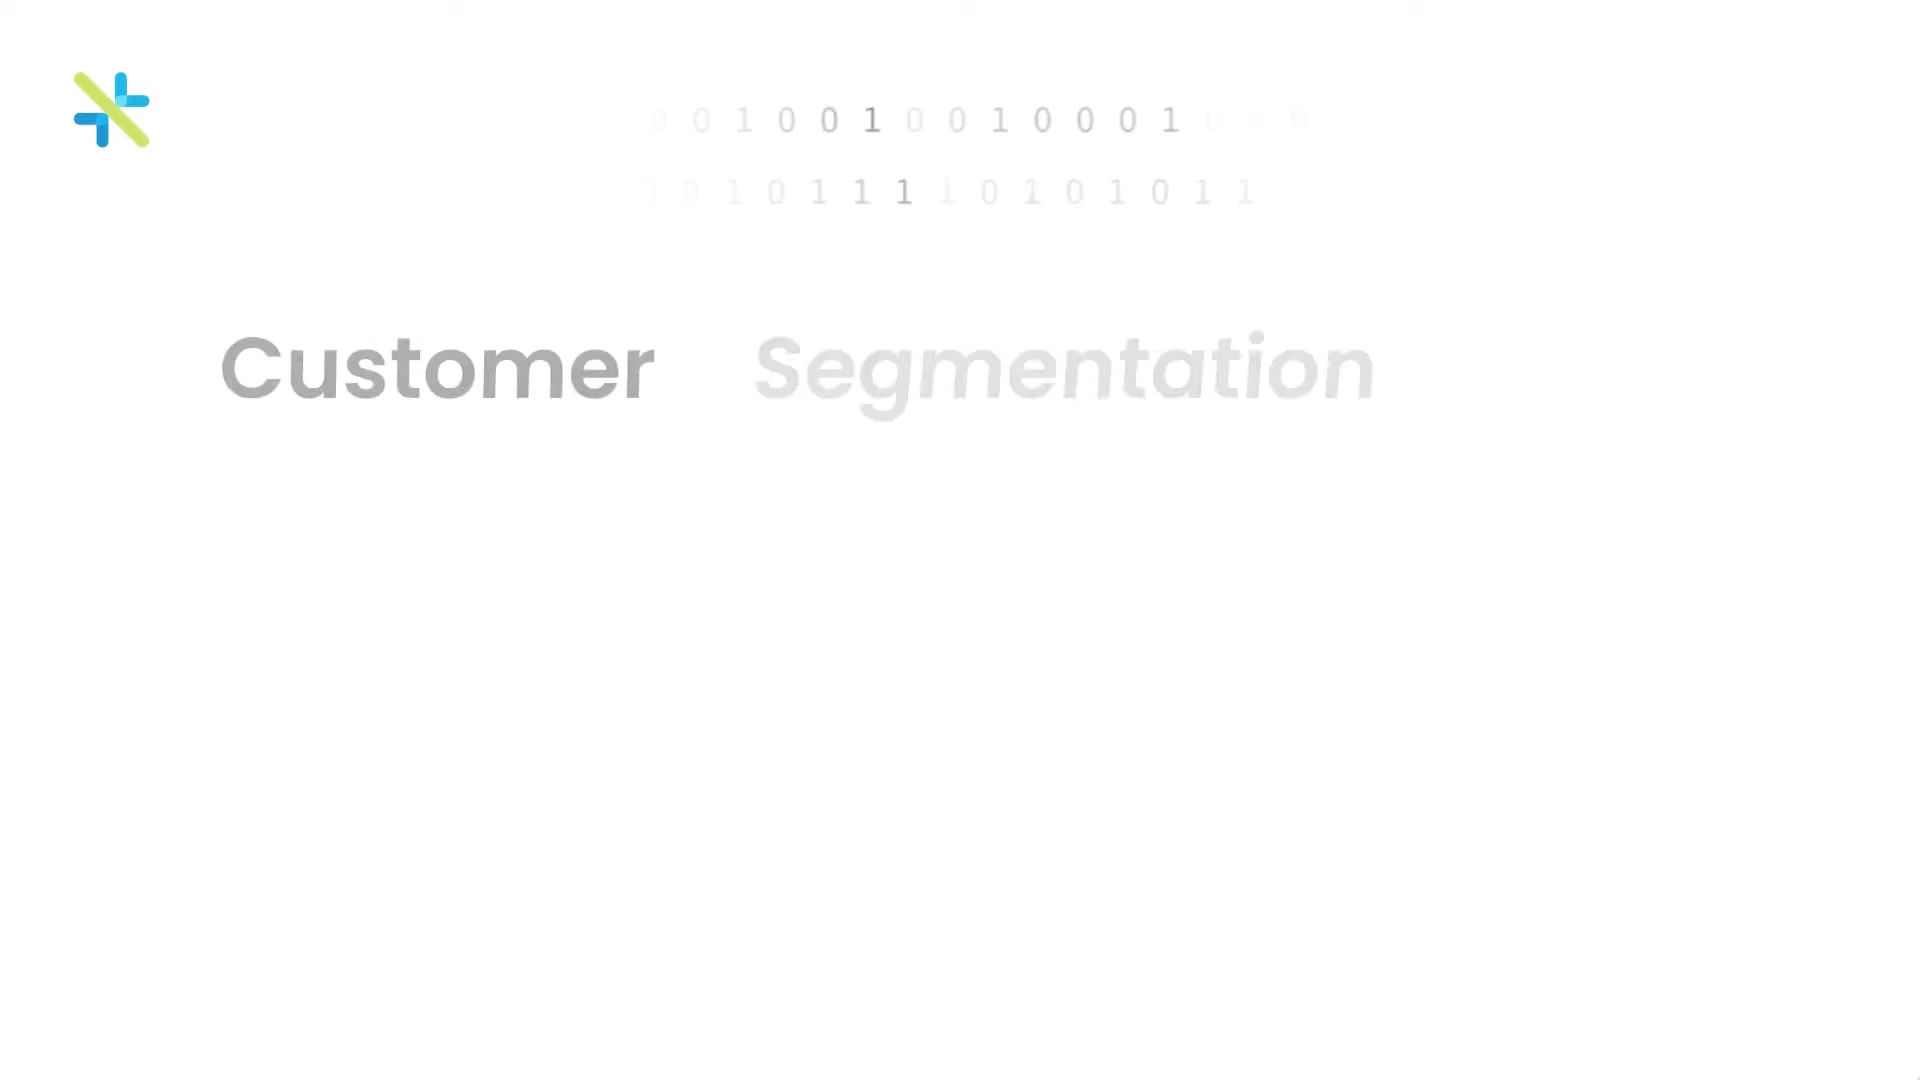 0 0 1 0 0 1 0 0 1 0 0 0 1
0 1 0 1 1 1 1 0 1 0 1 0 1 1
Customer Segmentation